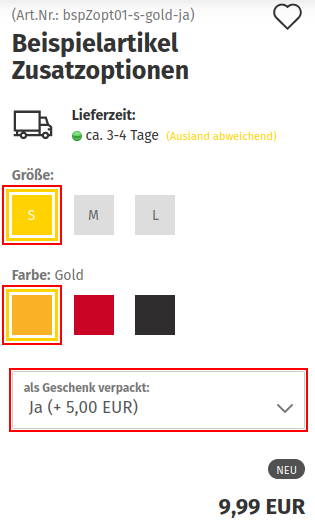 (Art.Nr.: bspZopt01-s-gold-ja)
Beispielartikel
Zusatzoptionen
Lieferzeit:
ca. 3-4 Tage (Ausland abweichend)
Größe:
S M L
Farbe: Gold
als Geschenk verpackt:
Ja (+ 5,00 EUR)
NEU
9,99 EUR